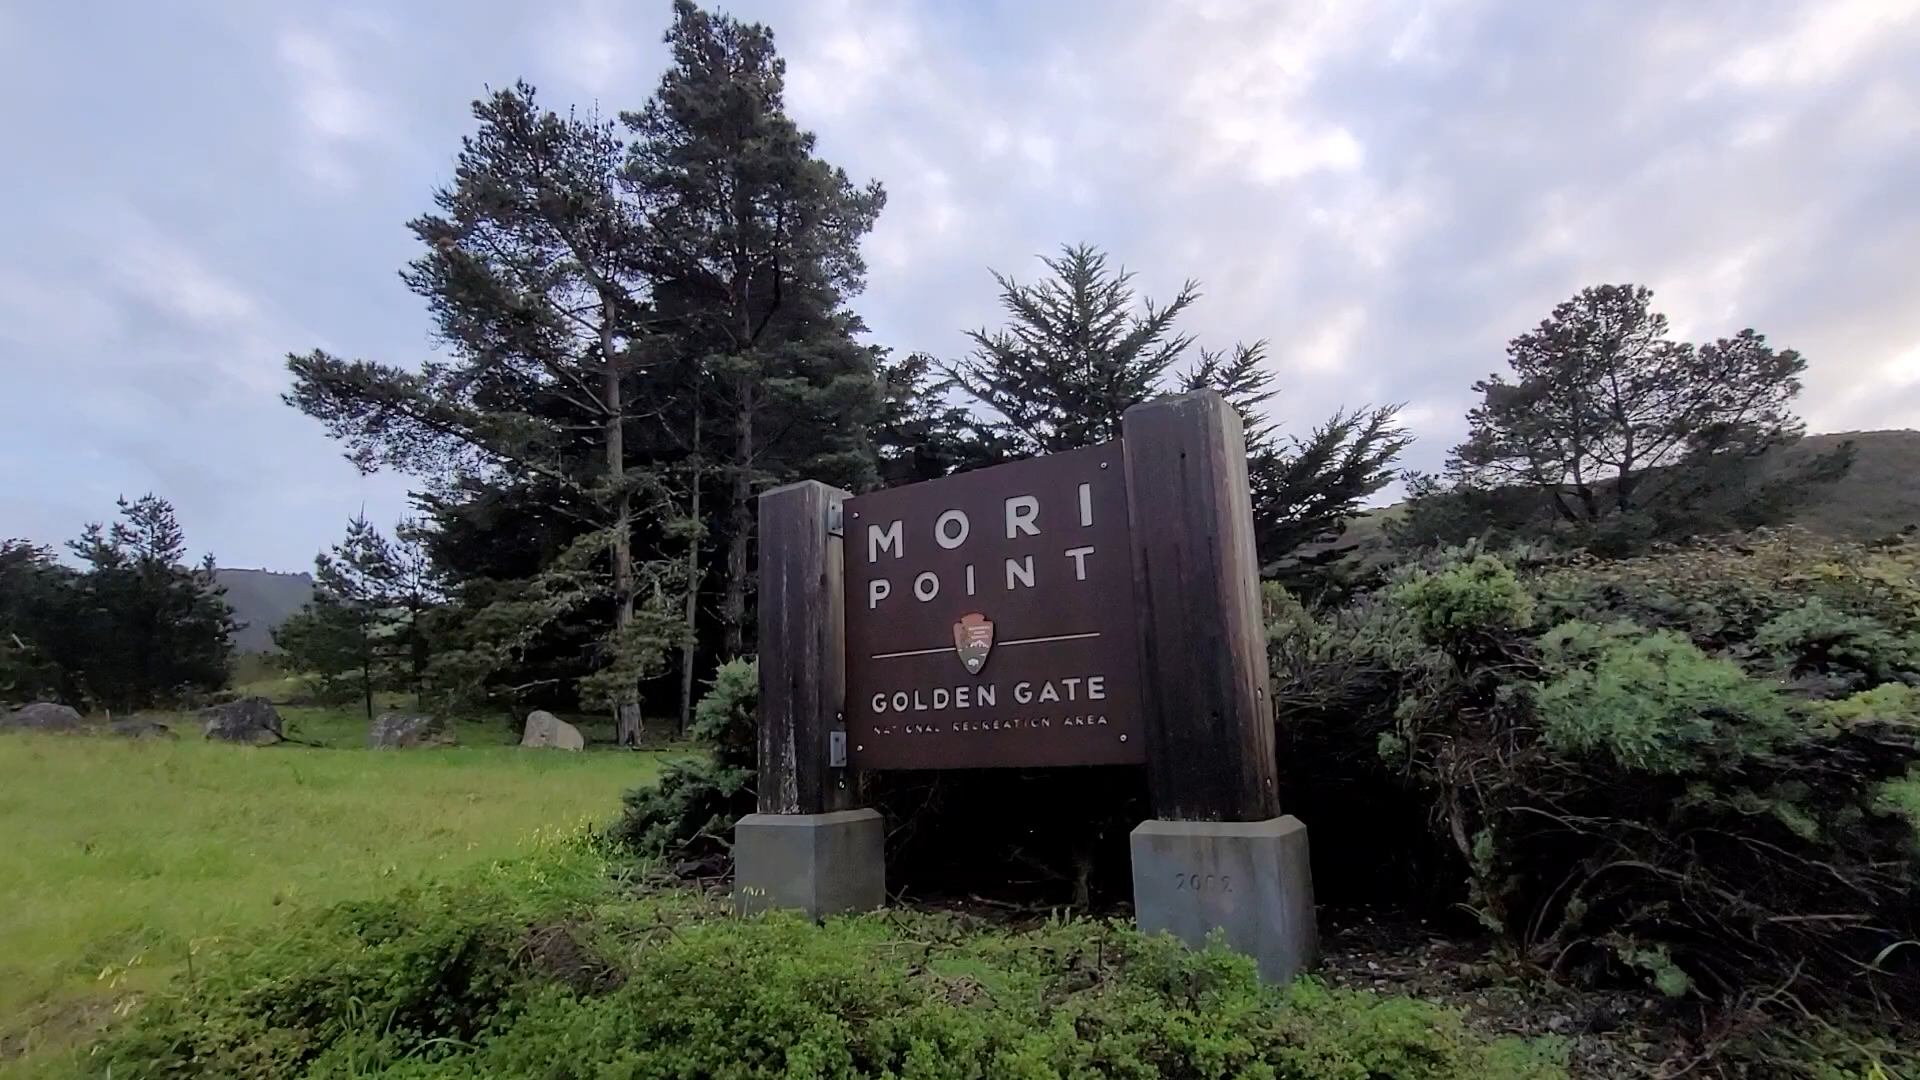 MORI
POINT
GOLDEN GATE
NATIONAL RECREATION AREA
2002